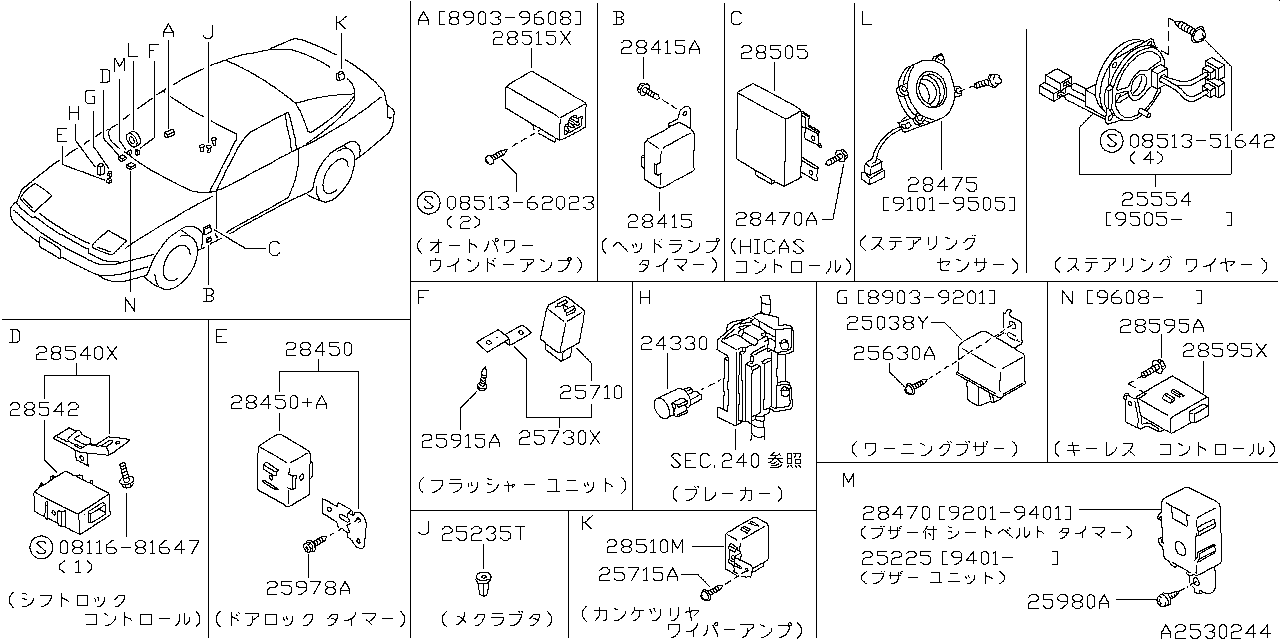 K
J
A
F
L
M
D
G
H
E
C
B
N
A [8903-9608]
28515X
S 08513-62023
(2)
(オートパワー
ウインドーアンプ)
B
28415A
28415
(ヘッドランプ
タイマー)
C
28505
28470A
(HICAS
コントロール)
L
28475
[9101-9505]
(ステアリング
センサー)
S 08513-51642
(4)
25554
[9505-    ]
(ステアリング ワイヤー)
D
28540X
28542
S 08116-81647
(1)
(シフトロック
コントロール)
E
28450
28450+A
25978A
(ドアロック タイマー)
F
25710
25915A
25730X
(フラッシャー ユニット)
H
24330
SEC.240 参照
(ブレーカー)
G [8903-9201]
25038Y
25630A
(ワーニングブザー)
N [9608-    ]
28595A
28595X
(キーレス コントロール)
J
25235T
(メクラブタ)
K
28510M
25715A
(カンケツリヤ
ワイパーアンプ)
M
28470 [9201-9401]
(ブザー付 シートベルト タイマー)
25225 [9401-    ]
(ブザー ユニット)
25980A
A2530244